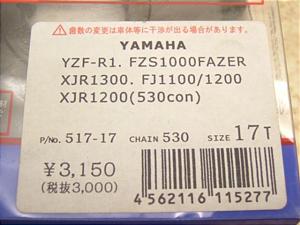 歯数の変更は車体等に干渉が出る場合があります。
YAMAHA
YZF-R1. FZS1000FAZER
XJR1300. FJ1100/1200
XJR1200(530con)
P/No. 517-17 CHAIN 530 SIZE 17T
¥3,150
(税抜3,000)
4562116115277